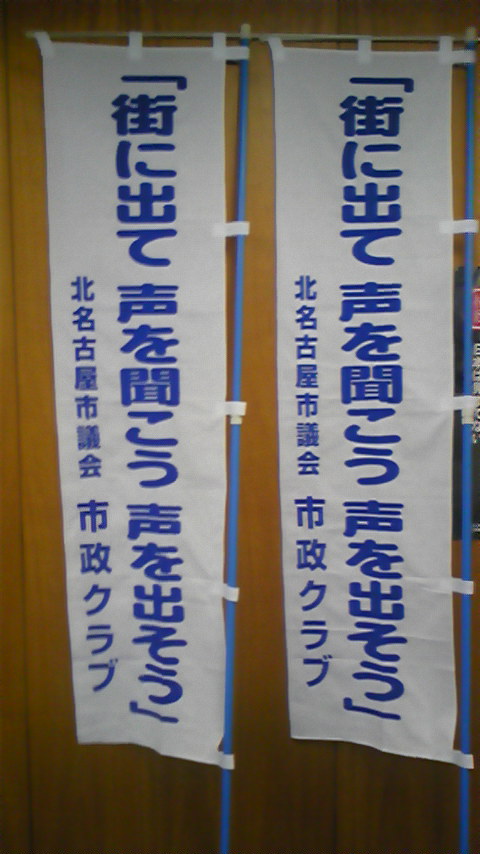 「街に出て 声を聞こう 声を出そう」
北名古屋市議会 市政クラブ
「街に出て 声を聞こう 声を出そう」
北名古屋市議会 市政クラブ